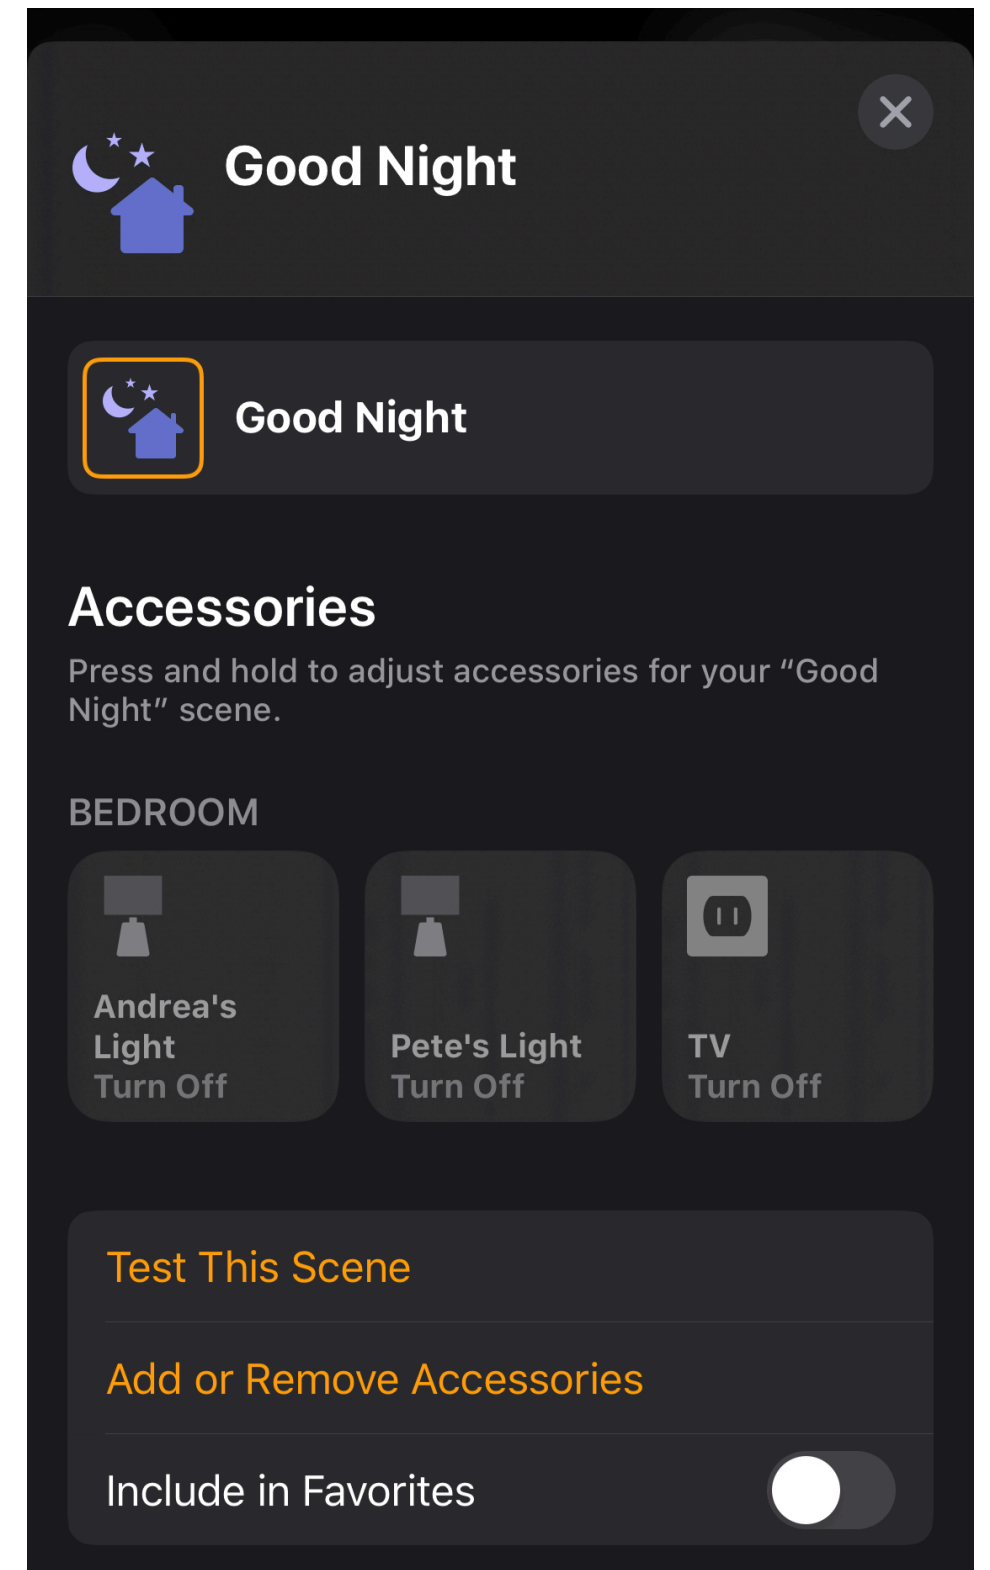 Good Night
Good Night
Accessories
Press and hold to adjust accessories for your “Good
Night” scene.
BEDROOM
Andrea's
Light
Turn Off
Pete's Light
Turn Off
TV
Turn Off
Test This Scene
Add or Remove Accessories
Include in Favorites